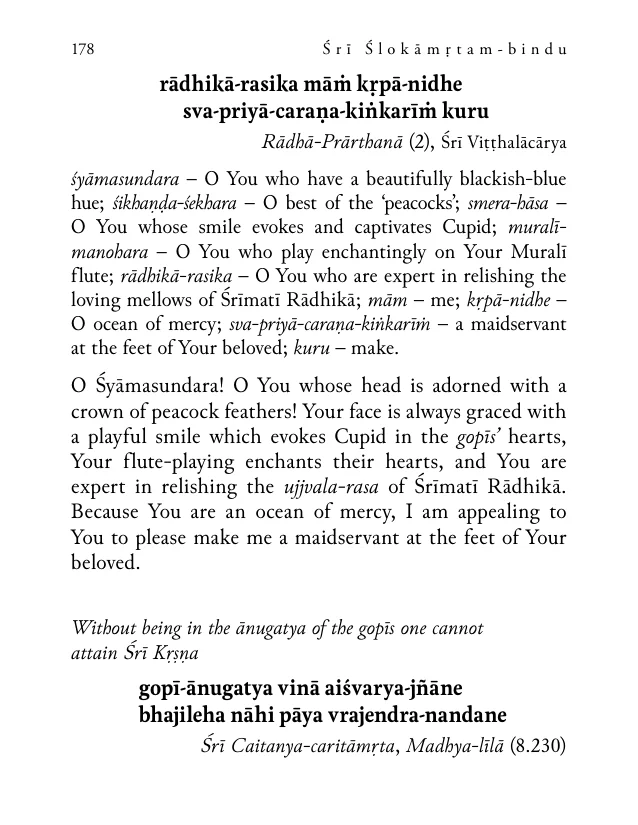 178 Śrī Ślokāmṛtam-bindu
rādhikā-rasika māṁ kṛpā-nidhe
sva-priyā-caraṇa-kiṅkarīṁ kuru
Rādhā-Prārthanā (2), Śrī Viṭṭhalācārya
śyāmasundara – O You who have a beautifully blackish-blue
hue; śikhaṇḍa-śekhara – O best of the ‘peacocks’; smera-hāsa –
O You whose smile evokes and captivates Cupid; muralī-
manohara – O You who play enchantingly on Your Muralī
flute; rādhikā-rasika – O You who are expert in relishing the
loving mellows of Śrīmatī Rādhikā; mām – me; kṛpā-nidhe –
O ocean of mercy; sva-priyā-caraṇa-kiṅkarīṁ – a maidservant
at the feet of Your beloved; kuru – make.
O Śyāmasundara! O You whose head is adorned with a
crown of peacock feathers! Your face is always graced with
a playful smile which evokes Cupid in the gopīs’ hearts,
Your flute-playing enchants their hearts, and You are
expert in relishing the ujjvala-rasa of Śrīmatī Rādhikā.
Because You are an ocean of mercy, I am appealing to
You to please make me a maidservant at the feet of Your
beloved.
Without being in the ānugatya of the gopīs one cannot
attain Śrī Kṛṣṇa
gopī-ānugatya vinā aiśvarya-jñāne
bhajileha nāhi pāya vrajendra-nandane
Śrī Caitanya-caritāmṛta, Madhya-līlā (8.230)